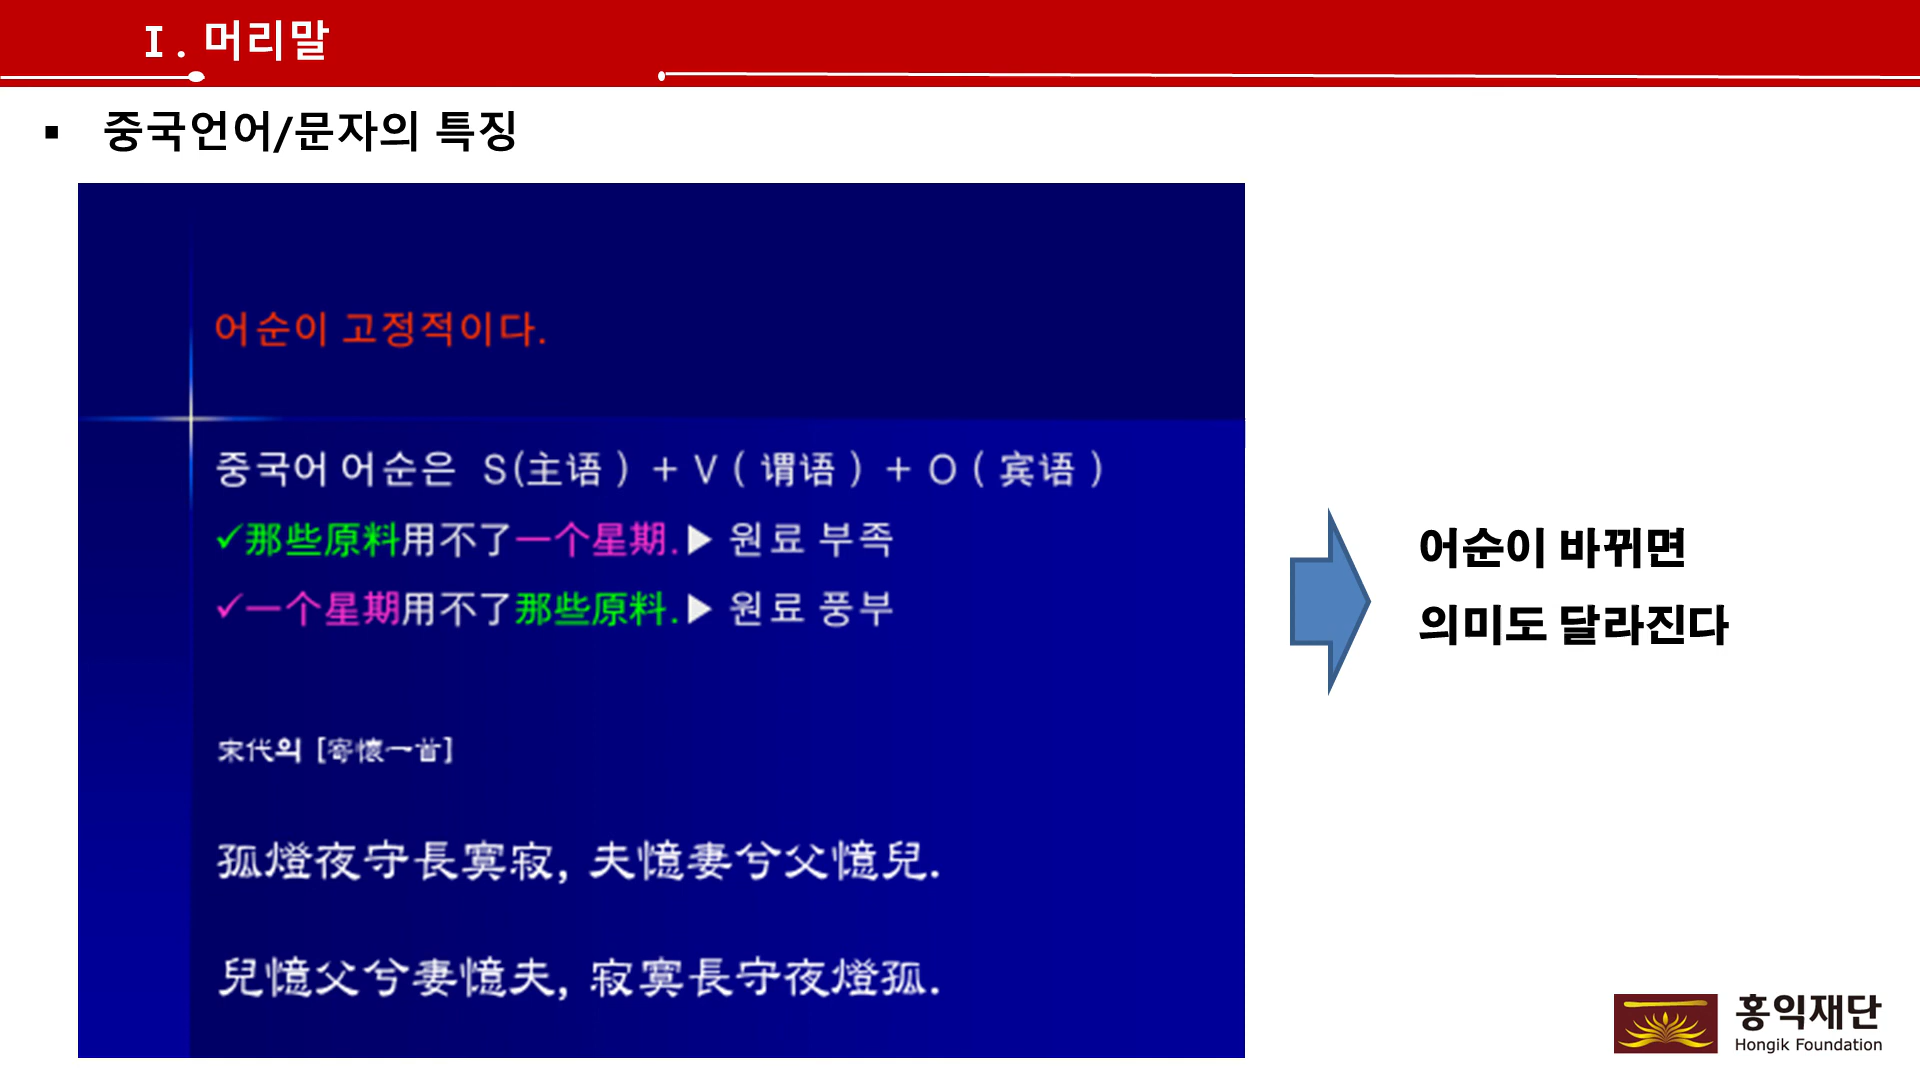 Ⅰ. 머리말
▪ 중국언어/문자의 특징
어순이 고정적이다.
중국어 어순은 S(主语) + V(谓语) + O(宾语)
✓那些原料用不了一个星期.▶ 원료 부족
✓一个星期用不了那些原料.▶ 원료 풍부
宋代의 [寄懷一首]
孤燈夜守長寞寂, 夫憶妻兮父憶兒.
兒憶父兮妻憶夫, 寂寞長守夜燈孤.
어순이 바뀌면
의미도 달라진다
홍익재단
Hongik Foundation